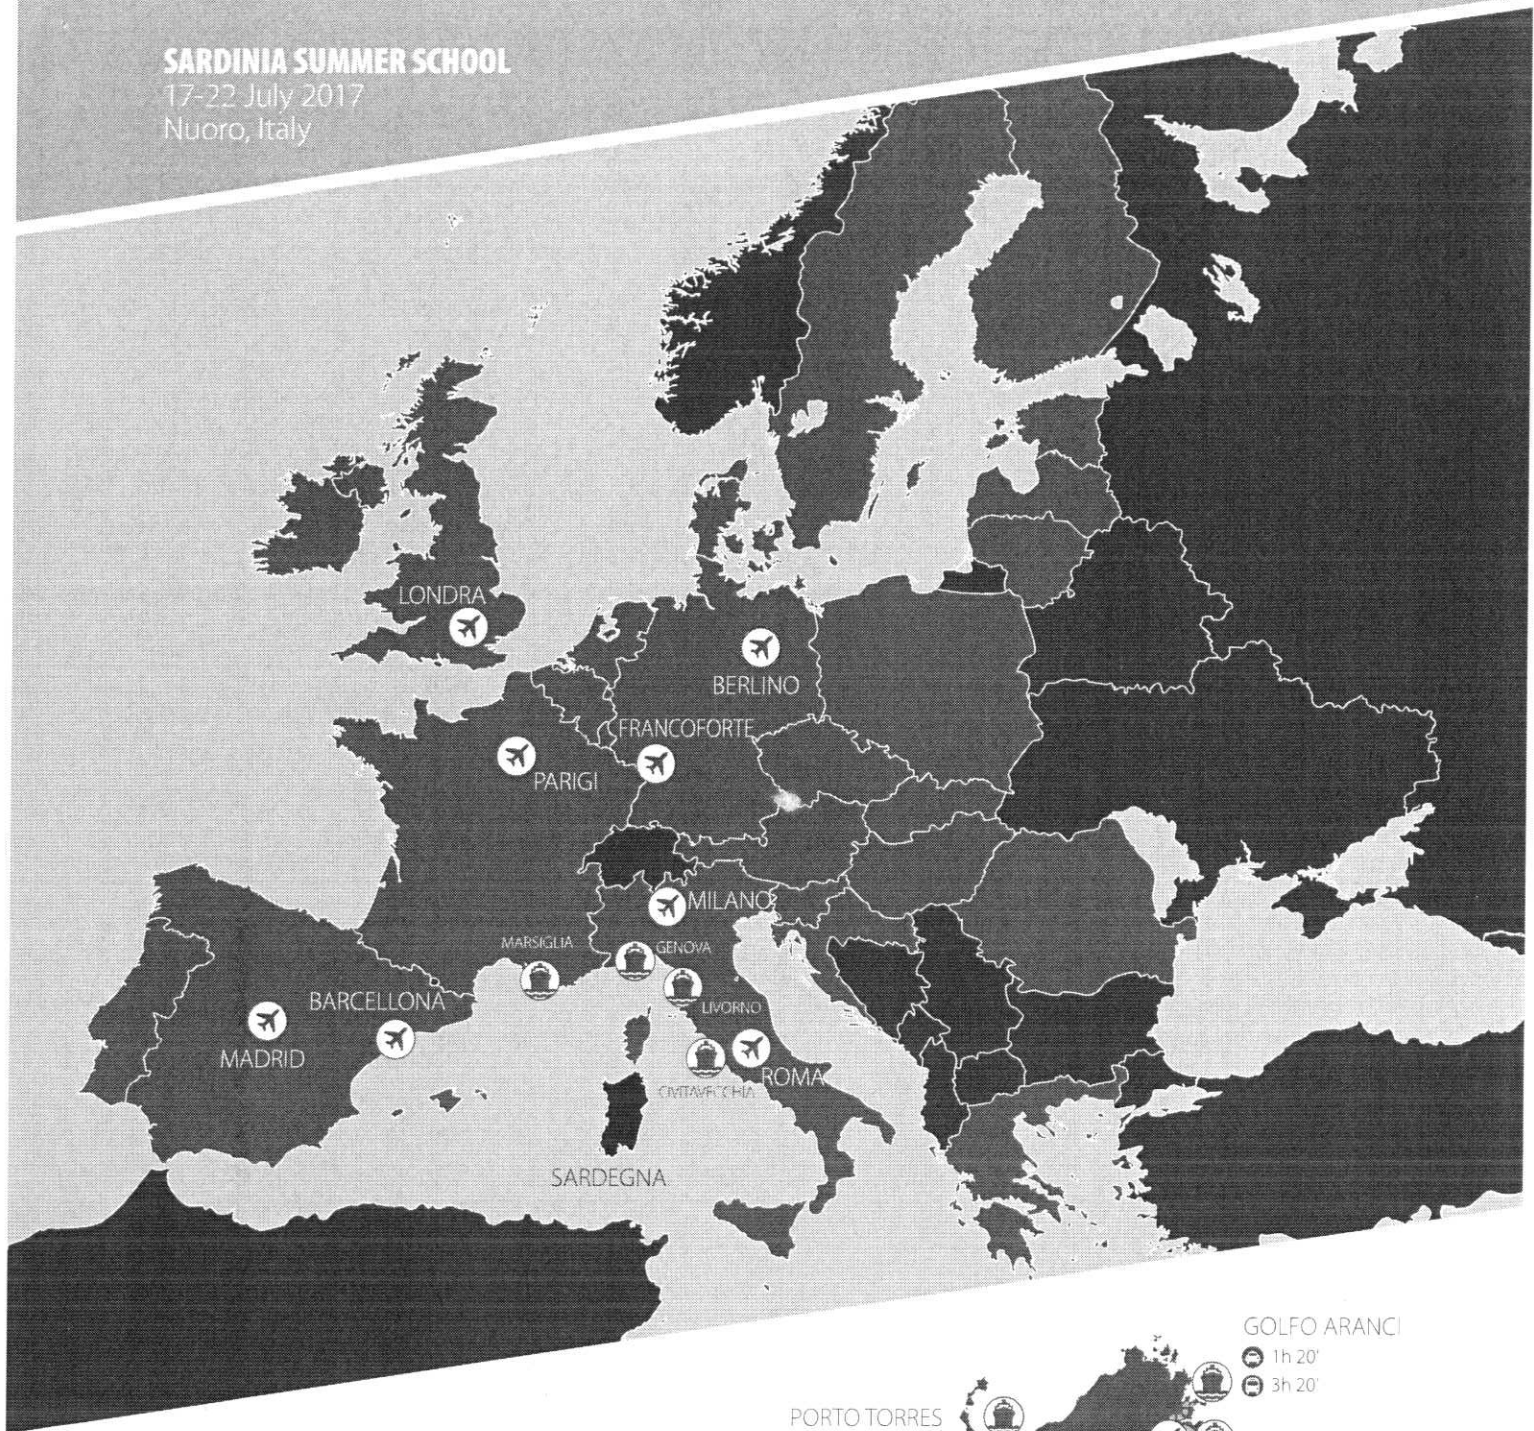 SARDINIA SUMMER SCHOOL
17-22 July 2017
Nuoro, Italy
LONDRA
BERLINO
FRANCOFORTE
PARIGI
MILANO
MARSIGLIA
GENOVA
BARCELLONA
LIVORNO
MADRID
ROMA
CIVITAVECCHIA
SARDEGNA
GOLFO ARANCI
1h 20'
3h 20'
PORTO TORRES